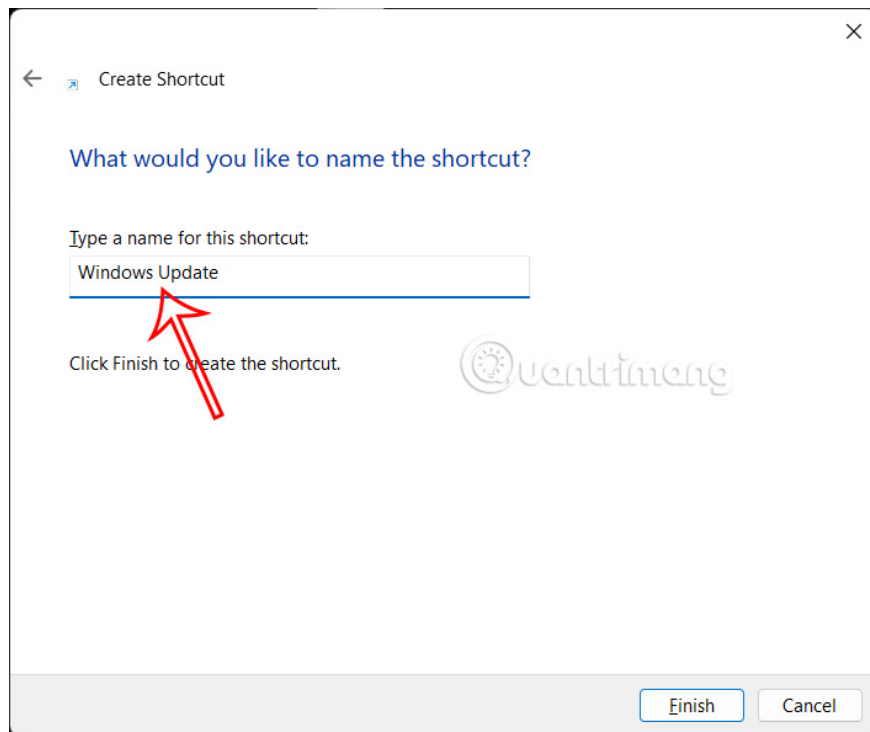 Create Shortcut
What would you like to name the shortcut?
Type a name for this shortcut:
Windows Update
Click Finish to create the shortcut.
Quantrimang
Finish Cancel